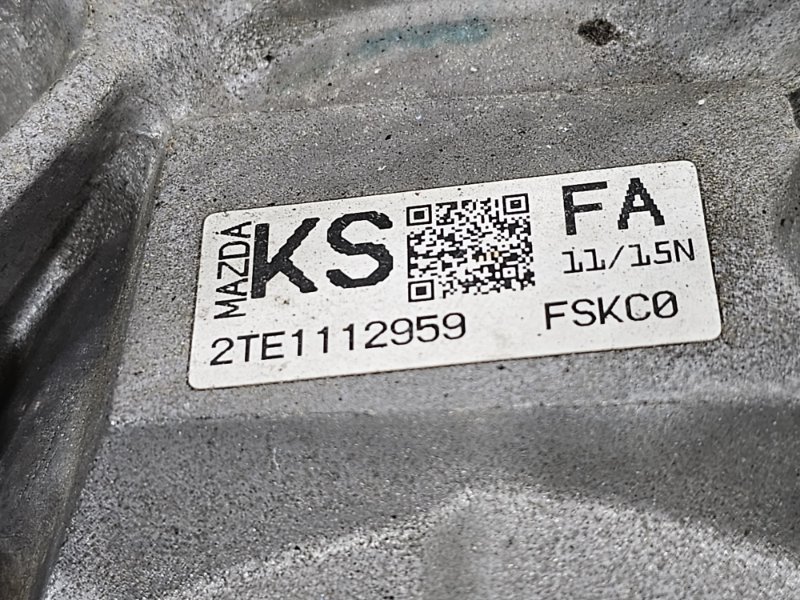 MAZDA
KS
FA
11/15N
2TE1112959
FSKC0